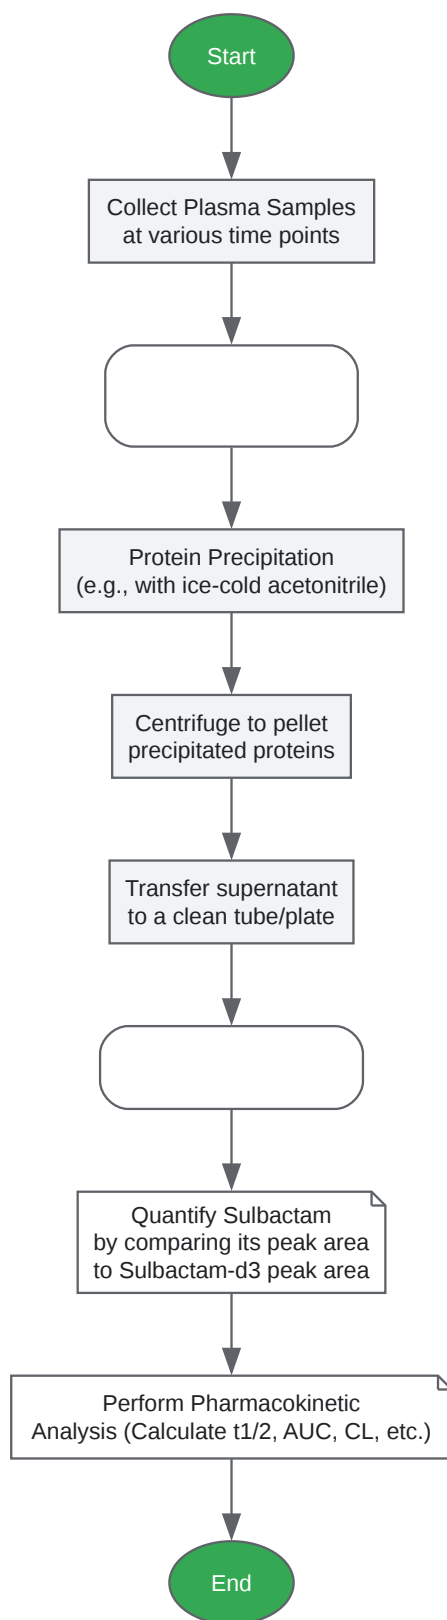 Start
Collect Plasma Samples
at various time points
Protein Precipitation
(e.g., with ice-cold acetonitrile)
Centrifuge to pellet
precipitated proteins
Transfer supernatant
to a clean tube/plate
Quantify Sulbactam
by comparing its peak area
to Sulbactam-d3 peak area
Perform Pharmacokinetic
Analysis (Calculate t1/2, AUC, CL, etc.)
End